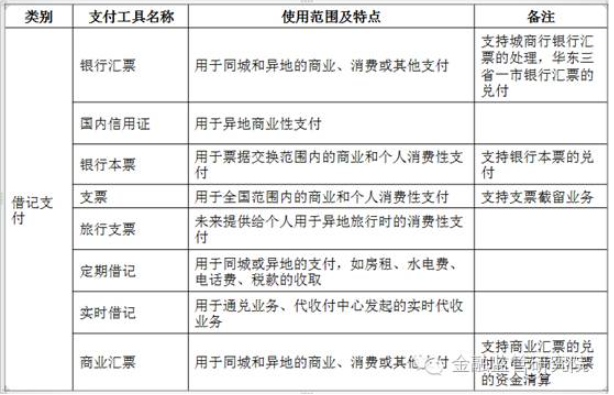 类别 支付工具名称 使用范围及特点 备注
借记支
付
银行汇票 用于同城和异地的商业、消费或其他支付 支持城商行银行汇
票的处理，华东三
省一市银行汇票的
兑付
国内信用证 用于异地商业性支付
银行本票 用于票据交换范围内的商业和个人消费性支
付 支持银行本票的兑
付
支票 用于全国范围内的商业和个人消费性支付 支持支票截留业务
旅行支票 未来提供给个人用于异地旅行时的消费性支
付
定期借记 用于同城或异地的支付，如房租、水电费、
电话费、税款的收取
实时借记 用于通兑业务、代收付中心发起的实时代收
业务
商业汇票 用于同城和异地的商业、消费或其他支付 支持商业汇票的兑
的资金清算
金融监管研究院